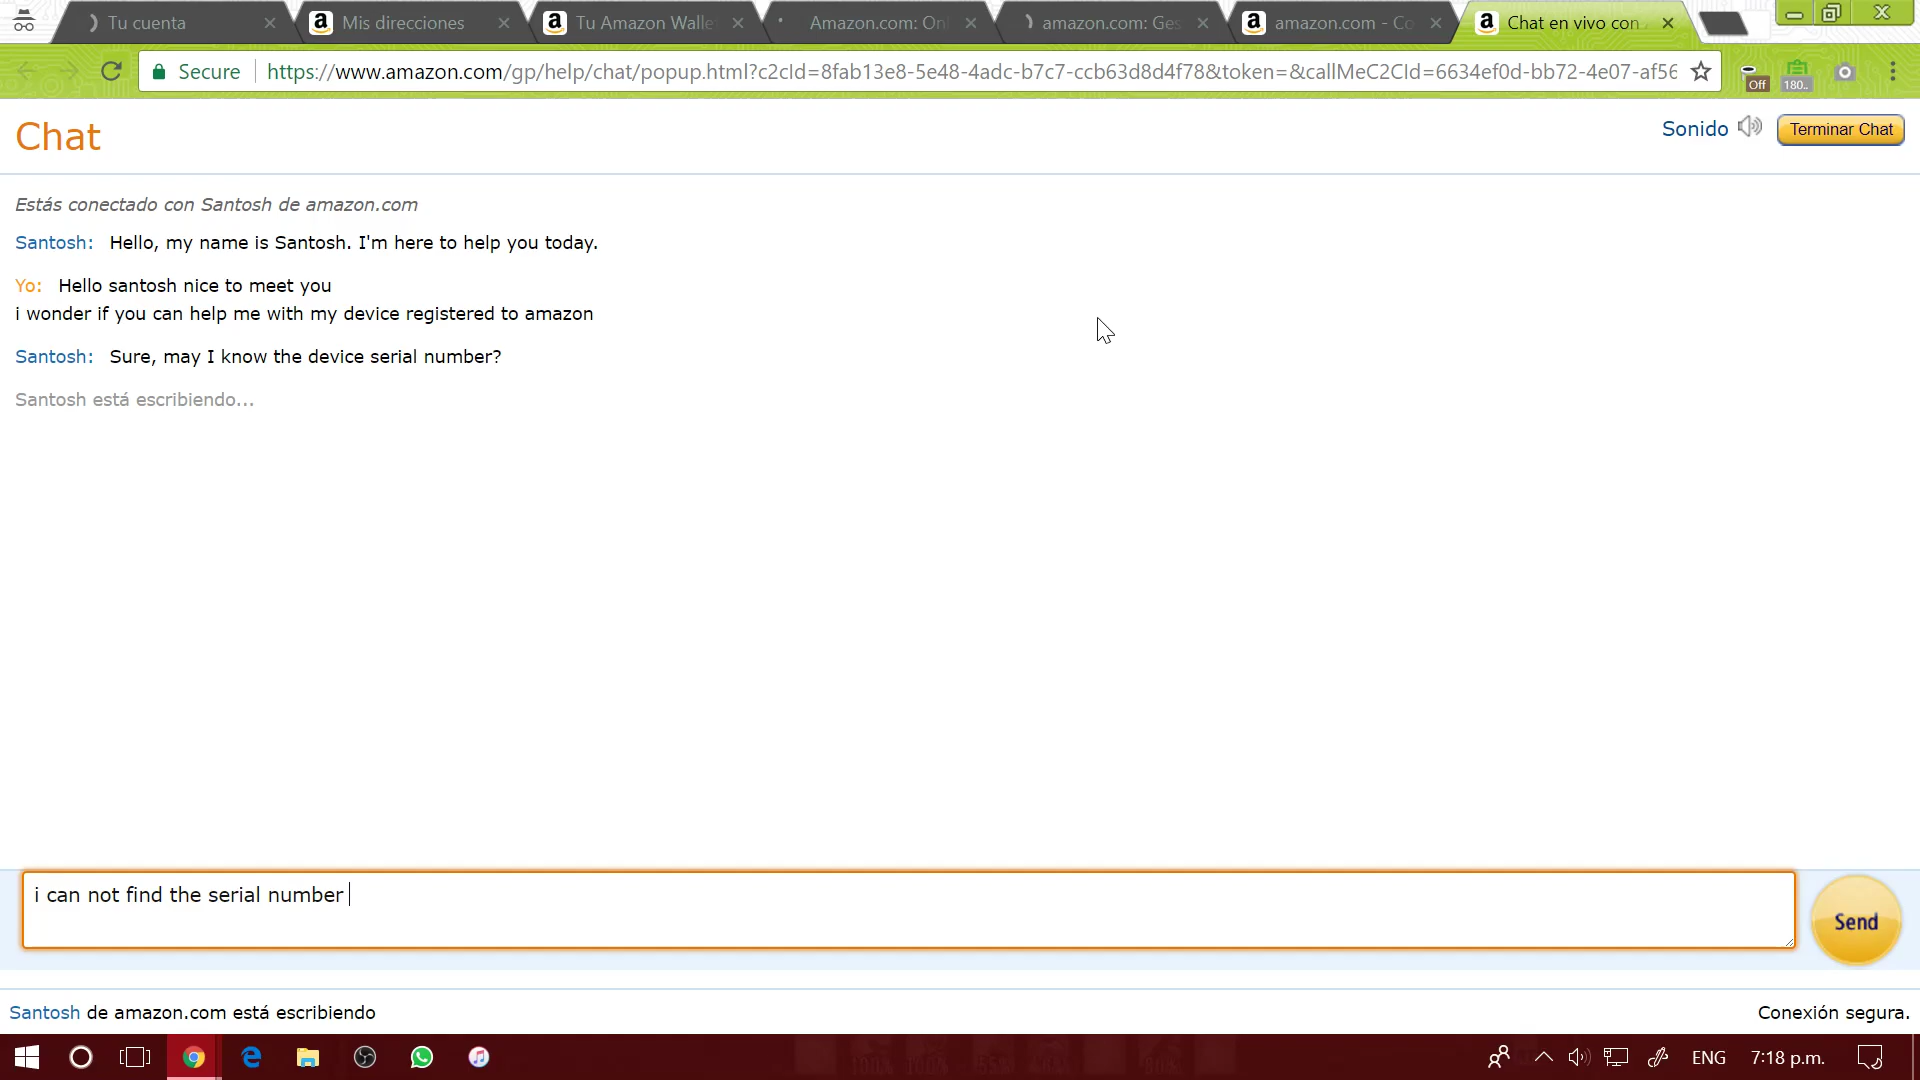 Tu cuenta
Mis direcciones
Tu Amazon Walle
Amazon.com: Onl
amazon.com: Ges
amazon.com - Co
Chat en vivo con
Secure https://www.amazon.com/gp/help/chat/popup.html?c2cId=8fab13e8-5e48-4adc-b7c7-ccb63d8d4f78&token=&callMeC2CId=6634ef0d-bb72-4e07-af56
Off
180..
Chat
Sonido
Terminar Chat
Estás conectado con Santosh de amazon.com
Santosh: Hello, my name is Santosh. I'm here to help you today.
Yo: Hello santosh nice to meet you
i wonder if you can help me with my device registered to amazon
Santosh: Sure, may I know the device serial number?
Santosh está escribiendo...
i can not find the serial number
Send
Santosh de amazon.com está escribiendo
Conexión segura.
ENG
7:18 p.m.